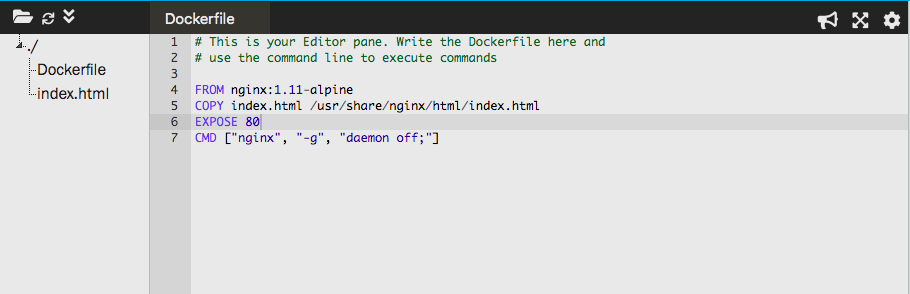 Dockerfile
./
Dockerfile
index.html
1 # This is your Editor pane. Write the Dockerfile here and
2 # use the command line to execute commands
3
4 FROM nginx:1.11-alpine
5 COPY index.html /usr/share/nginx/html/index.html
6 EXPOSE 80
7 CMD ["nginx", "-g", "daemon off;"]